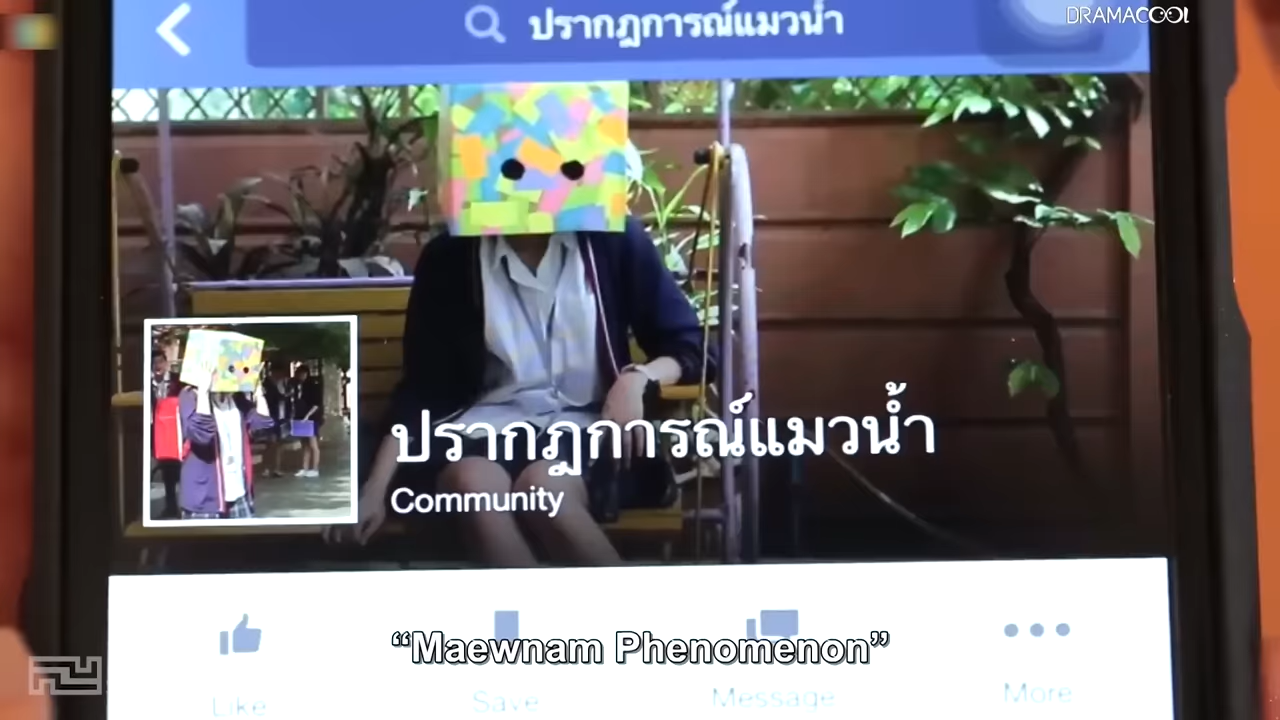 DRAMACOOL
ปรากฏการณ์แมวน้ำ
ปรากฏการณ์แมวน้ำ
Community
“Maewnam Phenomenon”
Like
Save
Message
More